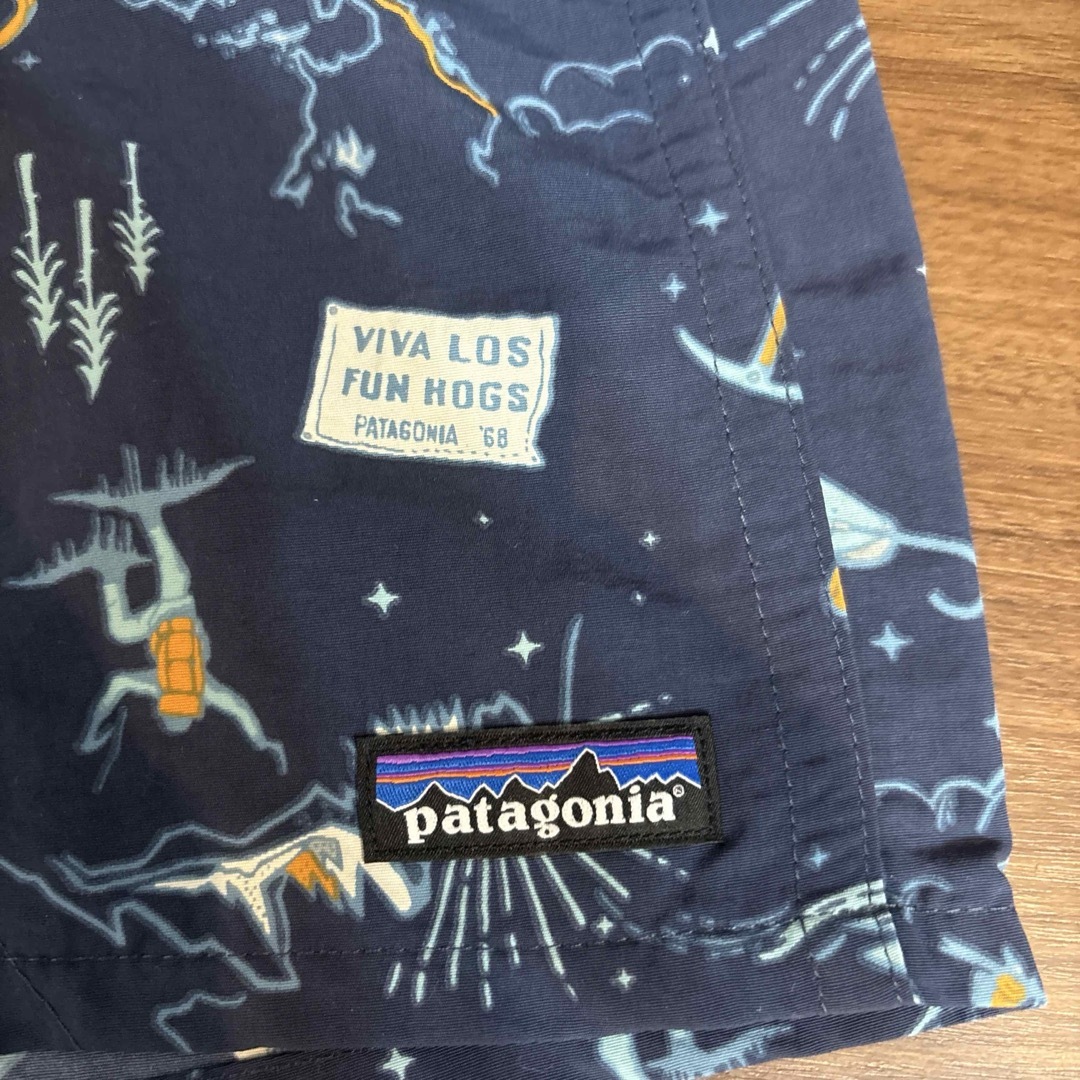 VIVA LOS
FUN HOGS
PATAGONIA '68
patagonia®